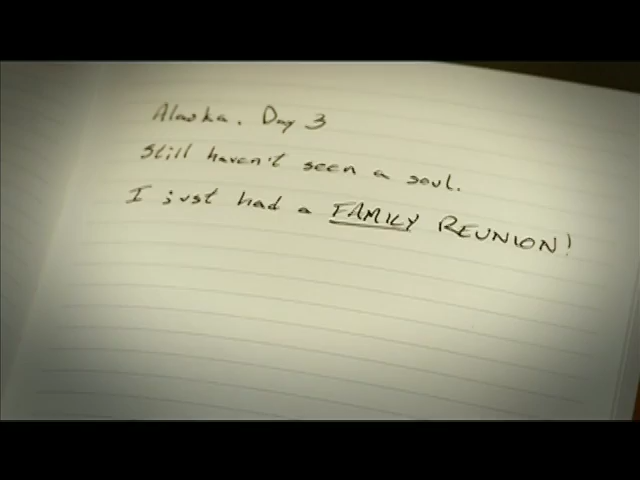 Alaska. Day 3
Still haven't seen a soul.
I just had a FAMILY REUNION!